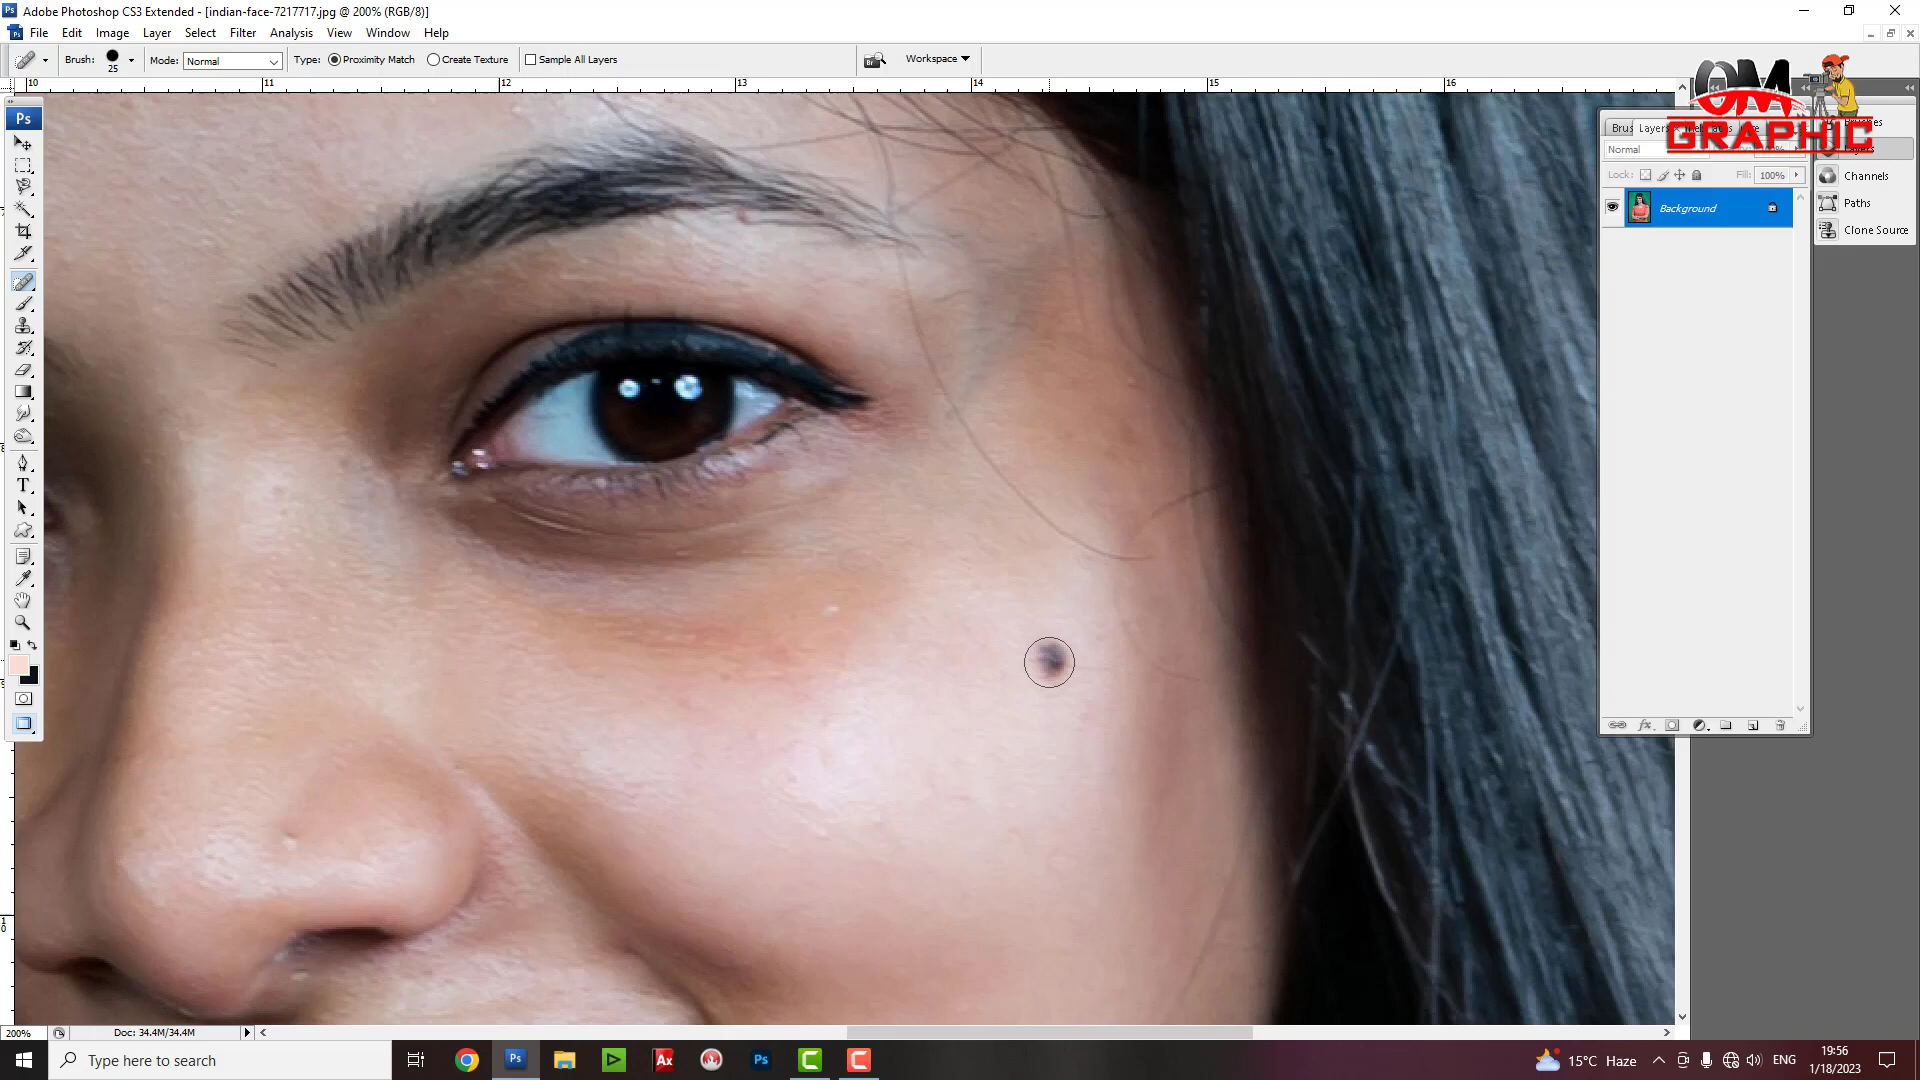 Adobe Photoshop CS3 Extended - [indian-face-7217717.jpg @ 200% (RGB/8)]
File Edit Image Layer Select Filter Analysis View Window Help
Brush: 25 Mode: Normal Type: Proximity Match Create Texture Sample All Layers Workspace
10 11 12 13 14 15 16
OM
GRAPHIC
Ps
Layers
Normal
Lock: Fill: 100%
Background
Channels
Paths
Clone Source
200% Doc: 34.4M/34.4M
Type here to search
15°C Haze ENG
19:56
1/18/2023